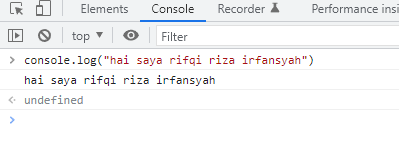 Elements Console Recorder Performance insi
top Filter
> console.log("hai saya rifqi riza irfansyah")
hai saya rifqi riza irfansyah
< undefined
>